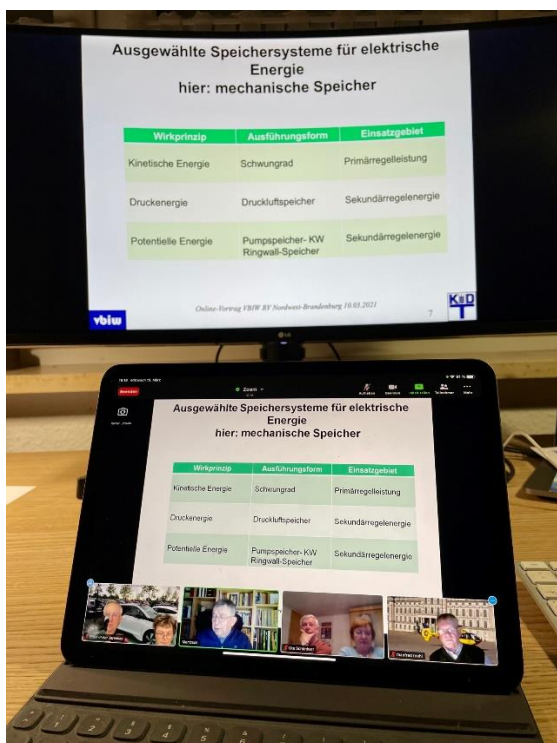 Ausgewählte Speichersysteme für elektrische
Energie
hier: mechanische Speicher
Wirkprinzip Ausführungsform Einsatzgebiet
Kinetische Energie Schwungrad Primärregelleistung
Druckenergie Druckluftspeicher Sekundärregelenergie
Potentielle Energie Pumpspeicher- KW Sekundärregelenergie
Ringwall-Speicher
Online-Vortrag VBIW RV Nordwest-Brandenburg 10.03.2021
7
vbiw
KDT
LG
Zoom
Ausgewählte Speichersysteme für elektrische
Energie
hier: mechanische Speicher
Wirkprinzip Ausführungsform Einsatzgebiet
Kinetische Energie Schwungrad Primärregelleistung
Druckenergie Druckluftspeicher Sekundärregelenergie
Potentielle Energie Pumpspeicher- KW Sekundärregelenergie
Ringwall-Speicher